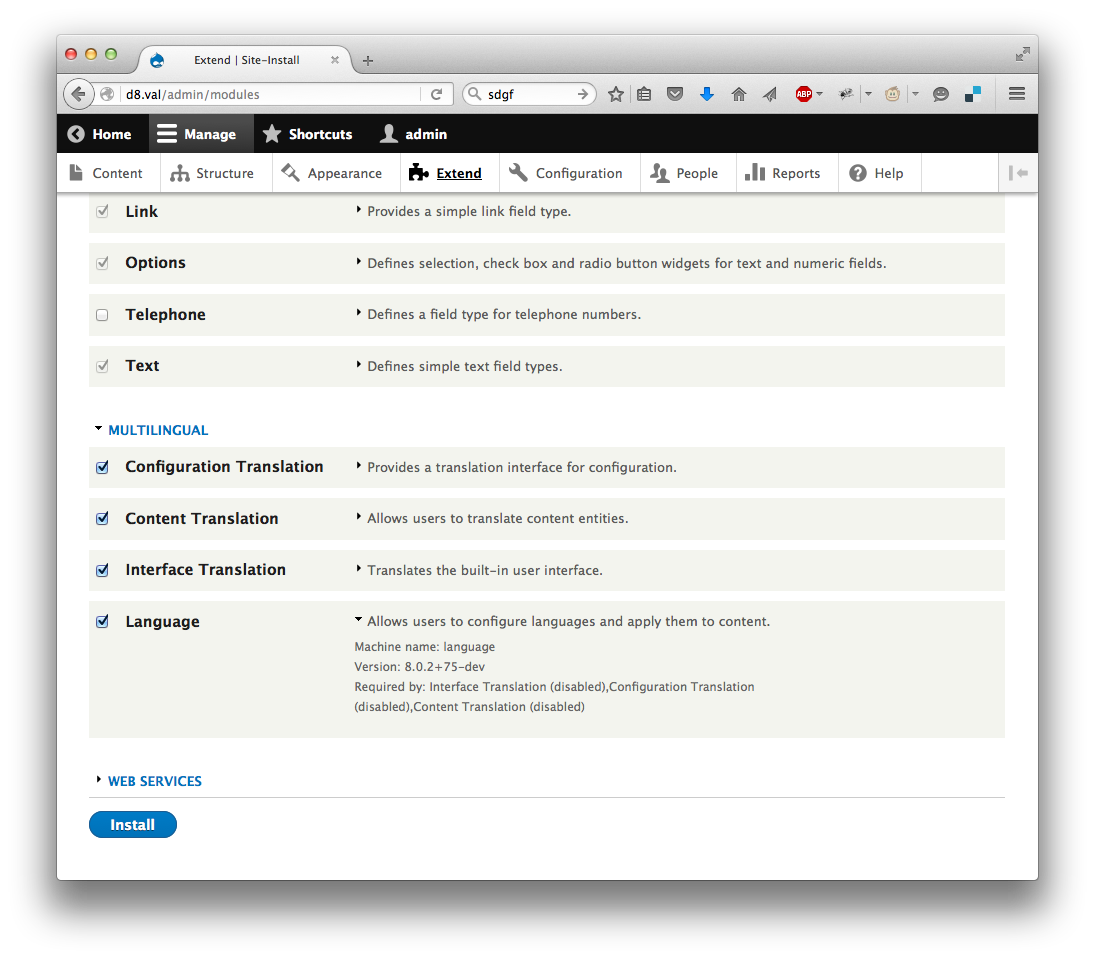 Extend | Site-Install
d8.val/admin/modules
sdgf
ABP
Home Manage Shortcuts admin
Content Structure Appearance Extend Configuration People Reports Help
Link Provides a simple link field type.
Options Defines selection, check box and radio button widgets for text and numeric fields.
Telephone Defines a field type for telephone numbers.
Text Defines simple text field types.
MULTILINGUAL
Configuration Translation Provides a translation interface for configuration.
Content Translation Allows users to translate content entities.
Interface Translation Translates the built-in user interface.
Language Allows users to configure languages and apply them to content.
Machine name: language
Version: 8.0.2+75-dev
Required by: Interface Translation (disabled),Configuration Translation
(disabled),Content Translation (disabled)
WEB SERVICES
Install